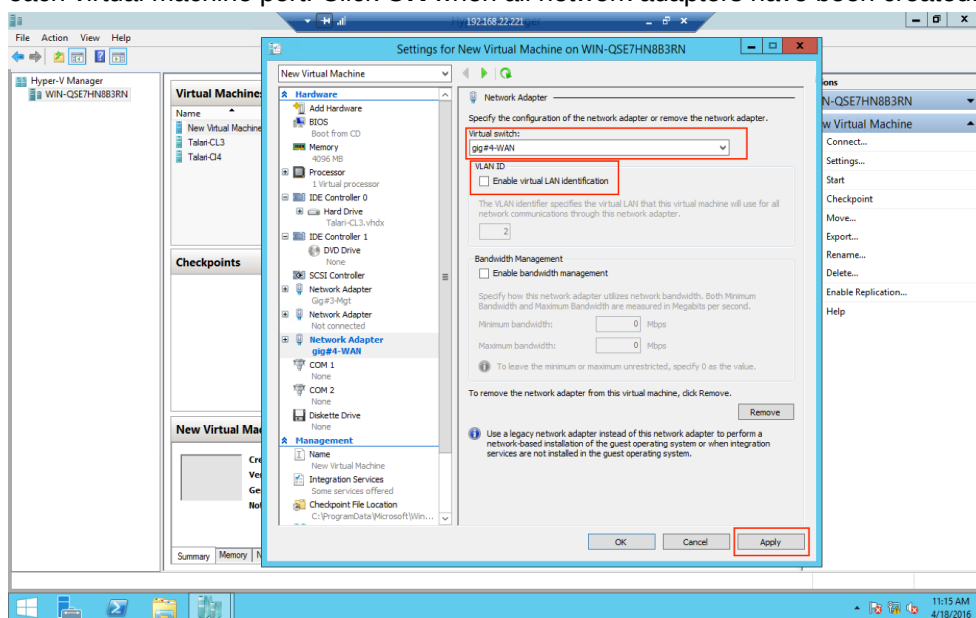 each virtual machine port. Click OK when all network adapters have been created.
192.168.22.221
File Action View Help
Hyper-V Manager
WIN-QSE7HN8B3RN
Virtual Machine
Name
New Virtual Machine
Talari-CL3
Talari-Cl4
Checkpoints
New Virtual Ma
Summary Memory N
Settings for New Virtual Machine on WIN-QSE7HN8B3RN
New Virtual Machine
Hardware
Add Hardware
BIOS
Boot from CD
Memory
4096 MB
Processor
1 Virtual processor
IDE Controller 0
Hard Drive
Talari-CL3.vhdx
IDE Controller 1
DVD Drive
None
SCSI Controller
Network Adapter
Gig#3-Mgt
Network Adapter
Not connected
Network Adapter
gig#4-WAN
COM 1
None
COM 2
None
Diskette Drive
None
Management
Name
New Virtual Machine
Integration Services
Some services offered
Checkpoint File Location
C:\ProgramData\Microsoft\Win...
Network Adapter
Specify the configuration of the network adapter or remove the network adapter.
Virtual switch:
gig#4-WAN
VLAN ID
Enable virtual LAN identification
The VLAN identifier specifies the virtual LAN that this virtual machine will use for all
network communications through this network adapter.
2
Bandwidth Management
Enable bandwidth management
Specify how this network adapter utilizes network bandwidth. Both Minimum
Bandwidth and Maximum Bandwidth are measured in Megabits per second.
Minimum bandwidth: 0 Mbps
Maximum bandwidth: 0 Mbps
To leave the minimum or maximum unrestricted, specify 0 as the value.
To remove the network adapter from this virtual machine, click Remove.
Remove
Use a legacy network adapter instead of this network adapter to perform a
network-based installation of the guest operating system or when integration
services are not installed in the guest operating system.
OK Cancel Apply
ons
N-QSE7HN8B3RN
w Virtual Machine
Connect...
Settings...
Start
Checkpoint
Move...
Export...
Rename...
Delete...
Enable Replication...
Help
11:15 AM
4/18/2016